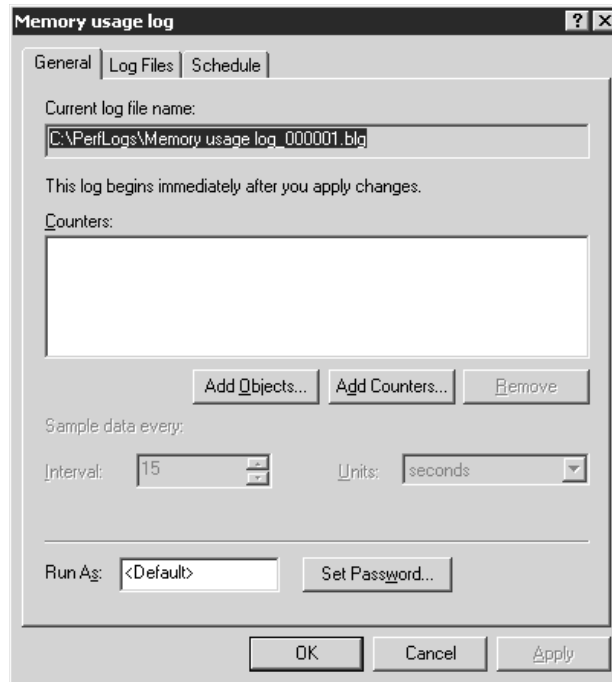 Memory usage log
General Log Files Schedule
Current log file name:
C:\PerfLogs\Memory usage log_000001.blg
This log begins immediately after you apply changes.
Counters:
Add Objects... Add Counters... Remove
Sample data every:
Interval: 15 Units: seconds
Run As: <Default> Set Password...
OK Cancel Apply